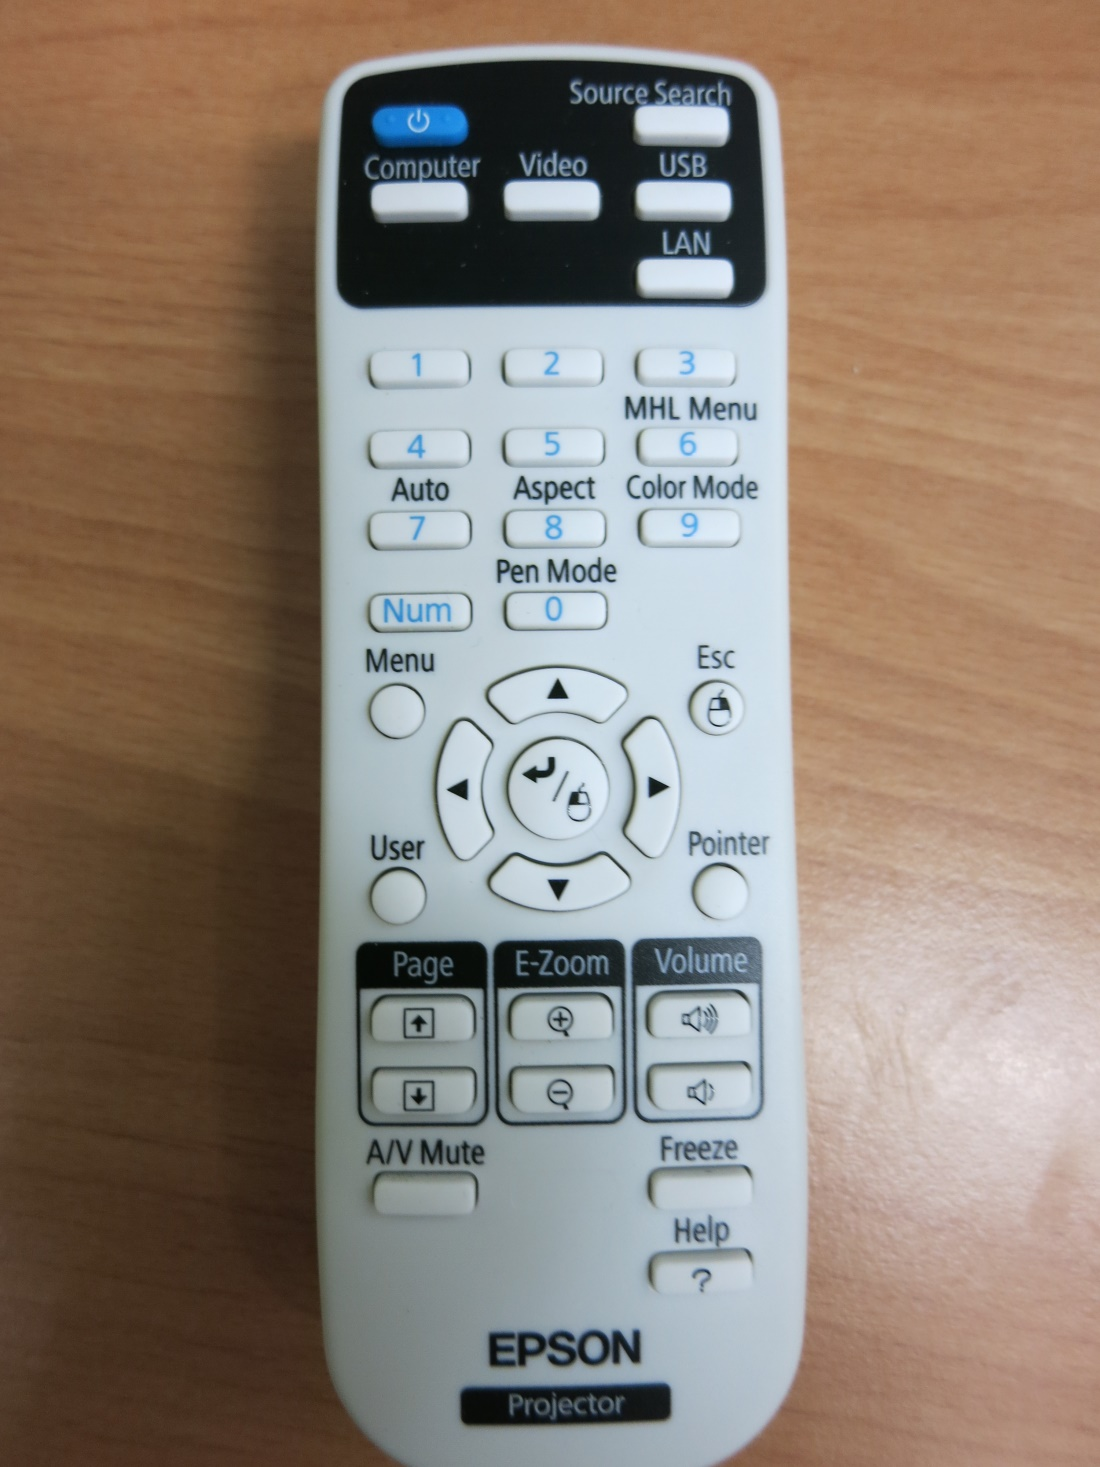 Source Search
Computer Video USB
LAN
1 2 3
MHL Menu
4 5 6
Auto Aspect Color Mode
7 8 9
Pen Mode
Num 0
Menu Esc
User Pointer
Page E-Zoom Volume
A/V Mute Freeze
Help
?
EPSON
Projector